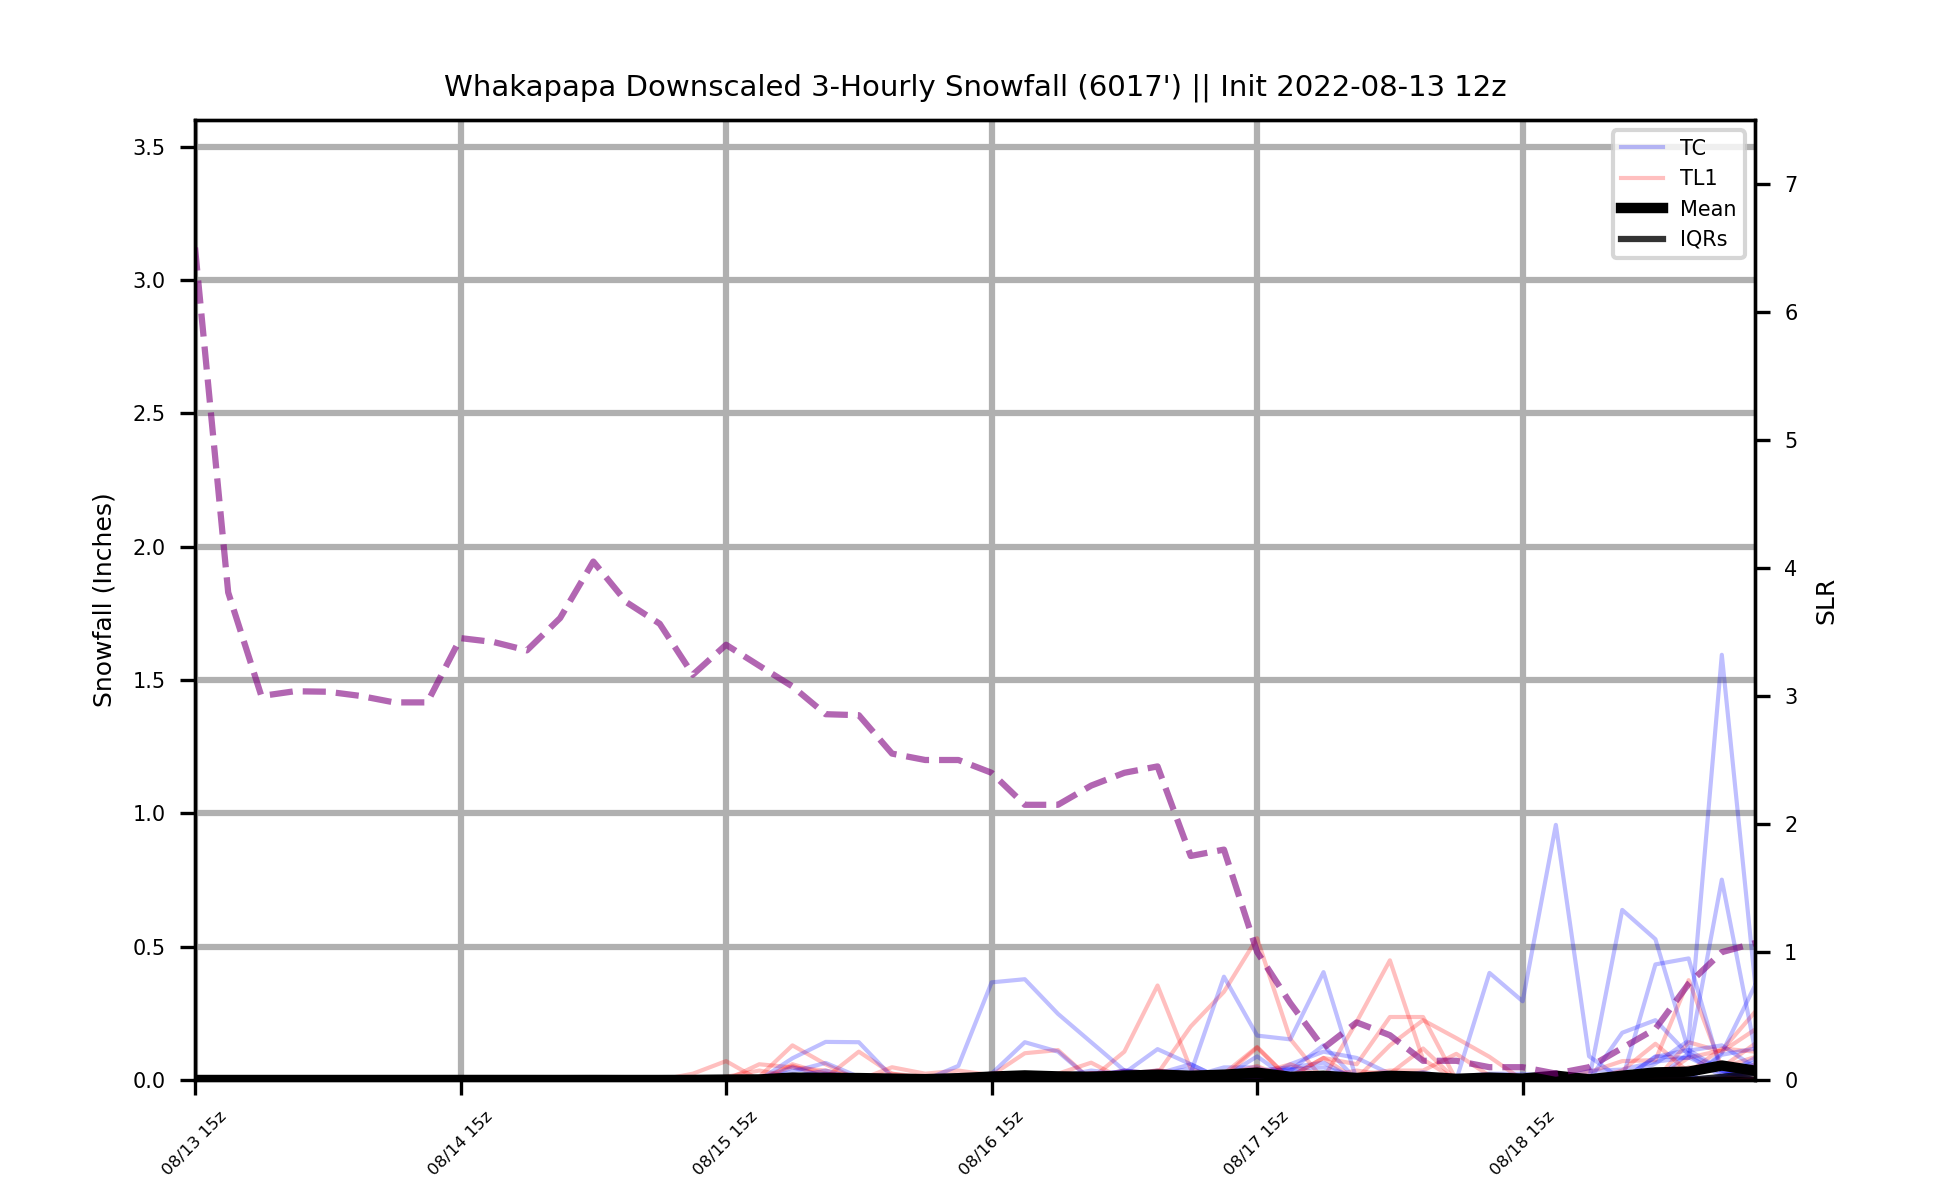 Whakapapa Downscaled 3-Hourly Snowfall (6017') || Init 2022-08-13 12z
TC
TL1
Mean
IQRs
Snowfall (Inches)
3.5
3.0
2.5
2.0
1.5
1.0
0.5
0.0
7
6
5
4
3
2
1
0
SLR
08/13 15z
08/14 15z
08/15 15z
08/16 15z
08/17 15z
08/18 15z